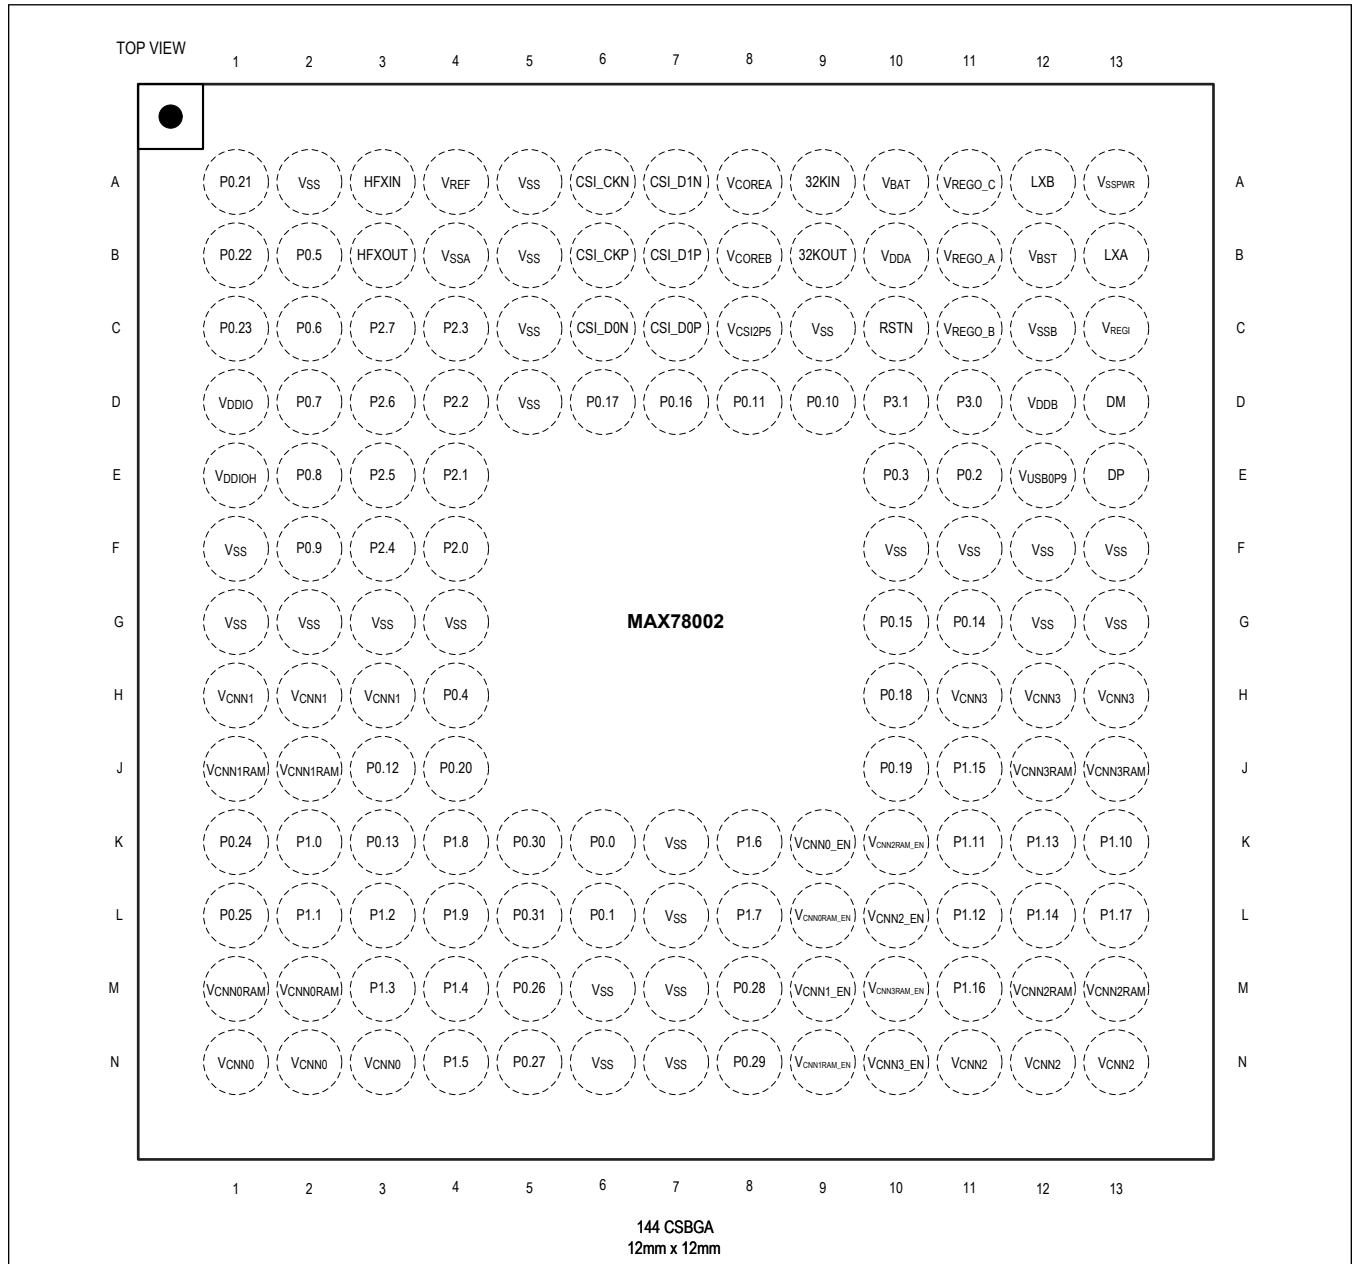 TOP VIEW
1 2 3 4 5 6 7 8 9 10 11 12 13
A P0.21 VSS HFXIN VREF VSS CSI_CKN CSI_D1N VCOREA 32KIN VBAT VREGO_C LXB VSSPWR A
B P0.22 P0.5 HFXOUT VSSA VSS CSI_CKP CSI_D1P VCOREB 32KOUT VDDA VREGO_A VBST LXA B
C P0.23 P0.6 P2.7 P2.3 VSS CSI_D0N CSI_D0P VCSI2P5 VSS RSTN VREGO_B VSSB VREGI C
D VDDIO P0.7 P2.6 P2.2 VSS P0.17 P0.16 P0.11 P0.10 P3.1 P3.0 VDDB DM D
E VDDIOH P0.8 P2.5 P2.1 P0.3 P0.2 VUSB0P9 DP E
F VSS P0.9 P2.4 P2.0 VSS VSS VSS VSS F
G VSS VSS VSS VSS MAX78002 P0.15 P0.14 VSS VSS G
H VCNN1 VCNN1 VCNN1 P0.4 P0.18 VCNN3 VCNN3 VCNN3 H
J VCNN1RAM VCNN1RAM P0.12 P0.20 P0.19 P1.15 VCNN3RAM VCNN3RAM J
K P0.24 P1.0 P0.13 P1.8 P0.30 P0.0 VSS P1.6 VCNN0_EN VCNN2RAM_EN P1.11 P1.13 P1.10 K
L P0.25 P1.1 P1.2 P1.9 P0.31 P0.1 VSS P1.7 VCNN0RAM_EN VCNN2_EN P1.12 P1.14 P1.17 L
M VCNN0RAM VCNN0RAM P1.3 P1.4 P0.26 VSS VSS P0.28 VCNN1_EN VCNN3RAM_EN P1.16 VCNN2RAM VCNN2RAM M
N VCNN0 VCNN0 VCNN0 P1.5 P0.27 VSS VSS P0.29 VCNN1RAM_EN VCNN3_EN VCNN2 VCNN2 VCNN2 N
1 2 3 4 5 6 7 8 9 10 11 12 13
144 CSBGA
12mm x 12mm